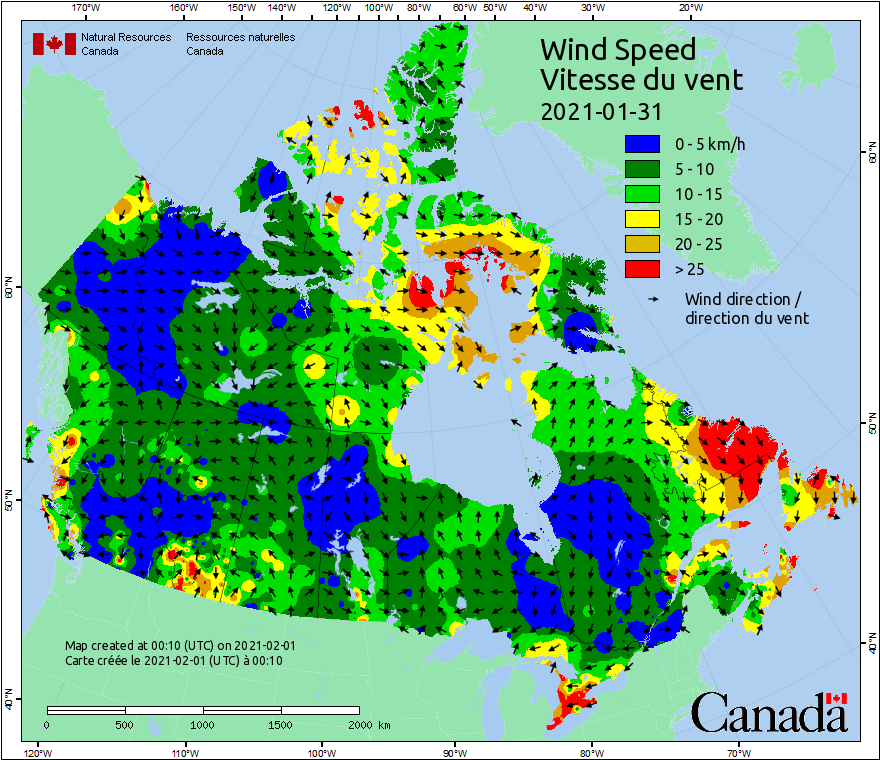 170°W 160°W 150°W 140°W 130°W 120°W 110°W 100°W 90°W 80°W 70°W 60°W 50°W 40°W 30°W 20°W
Natural Resources Ressources naturelles
Canada Canada
Wind Speed
Vitesse du vent
2021-01-31
0 - 5 km/h
5 - 10
10 - 15
15 - 20
20 - 25
> 25
Wind direction /
direction du vent
60°N
60°N
50°N
50°N
40°N
40°N
Map created at 00:10 (UTC) on 2021-02-01
Carte créée le 2021-02-01 (UTC) à 00:10
0 500 1000 1500 2000 km
Canada
120°W 110°W 100°W 90°W 80°W 70°W